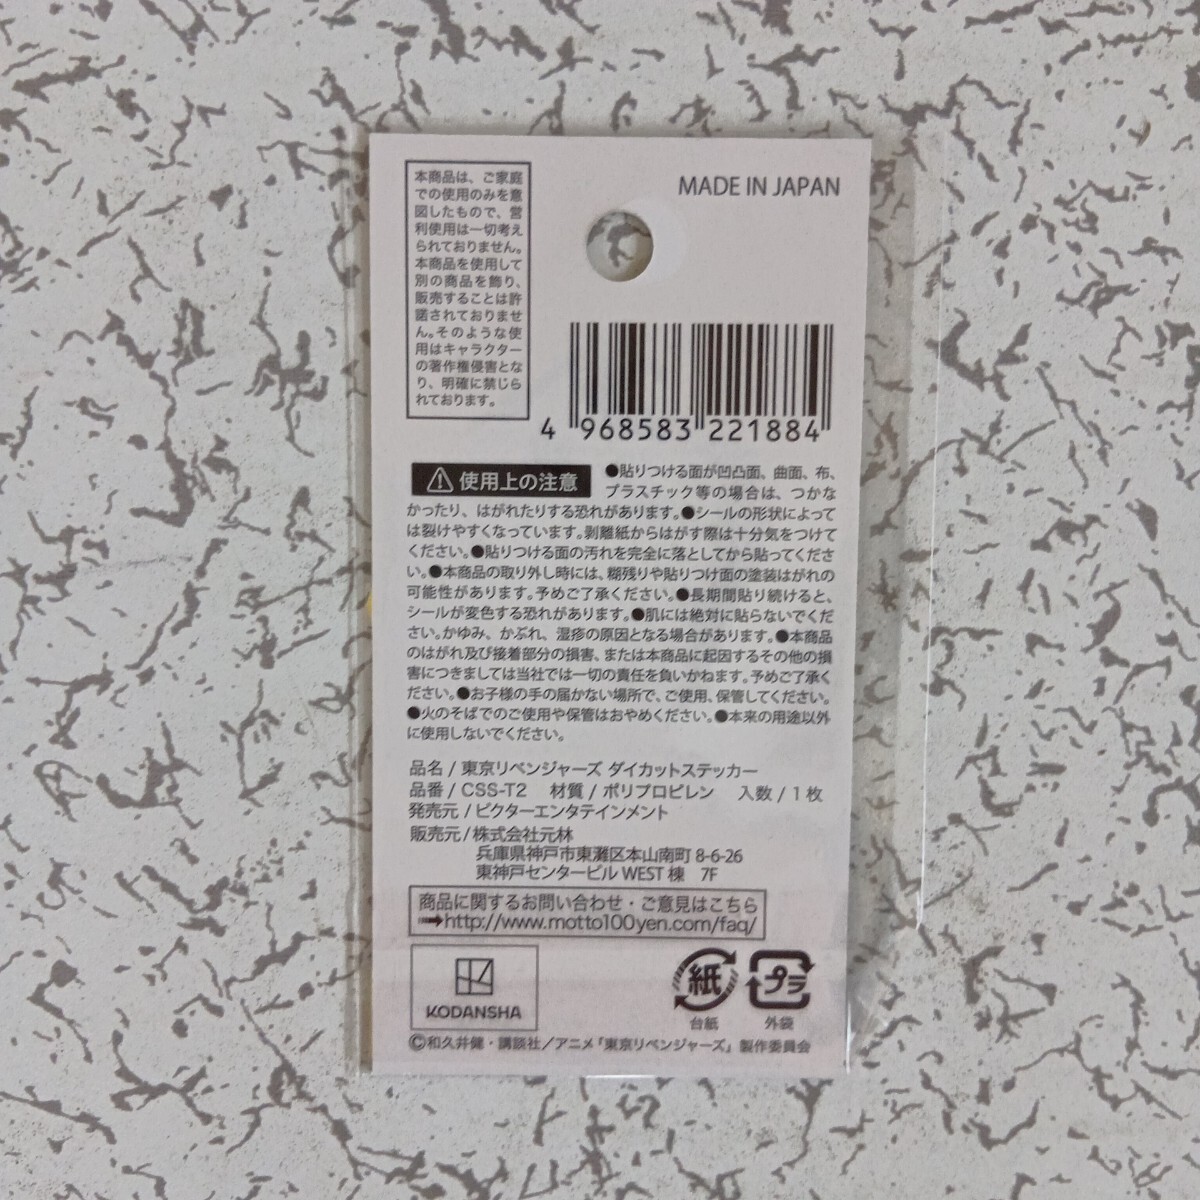 本商品は、ご家庭
での使用のみを意
図したもので、営
利使用は一切考え
られておりません。
本商品を使用して
別の商品を飾り、
販売することは許
諾されておりませ
ん。そのような使
用はキャラクター
の著作権侵害とな
り、明確に禁じら
れております。
MADE IN JAPAN
4 968583 221884
使用上の注意
●貼りつける面が凹凸面、曲面、布、
プラスチック等の場合は、つかな
かったり、はがれたりする恐れがあります。●シールの形状によって
は裂けやすくなっています。剥離紙からはがす際は十分気をつけて
ください。●貼りつける面の汚れを完全に落としてから貼ってくださ
い。●本商品の取り外し時には、糊残りや貼りつけ面の塗装はがれの
可能性があります。予めご了承ください。●長期間貼り続けると、
シールが変色する恐れがあります。●肌には絶対に貼らないでくだ
さい。かゆみ、かぶれ、湿疹の原因となる場合があります。●本商品
のはがれ及び接着部分の損害、または本商品に起因するその他の損
害につきましては当社では一切の責任を負いかねます。予めご了承く
ださい。●お子様の手の届かない場所で、ご使用、保管してください。
●火のそばでのご使用や保管はおやめください。●本来の用途以外
に使用しないでください。
品名 / 東京リベンジャーズ ダイカットステッカー
品番 / CSS-T2 材質 / ポリプロピレン 入数 / 1 枚
発売元 / ビクターエンタテインメント
販売元 / 株式会社元林
兵庫県神戸市東灘区本山南町 8-6-26
東神戸センタービル WEST 棟 7F
商品に関するお問い合わせ・ご意見はこちら
➡http://www.motto100yen.com/faq/
KODANSHA
紙
台紙
プラ
外袋
©和久井健・講談社／アニメ「東京リベンジャーズ」製作委員会